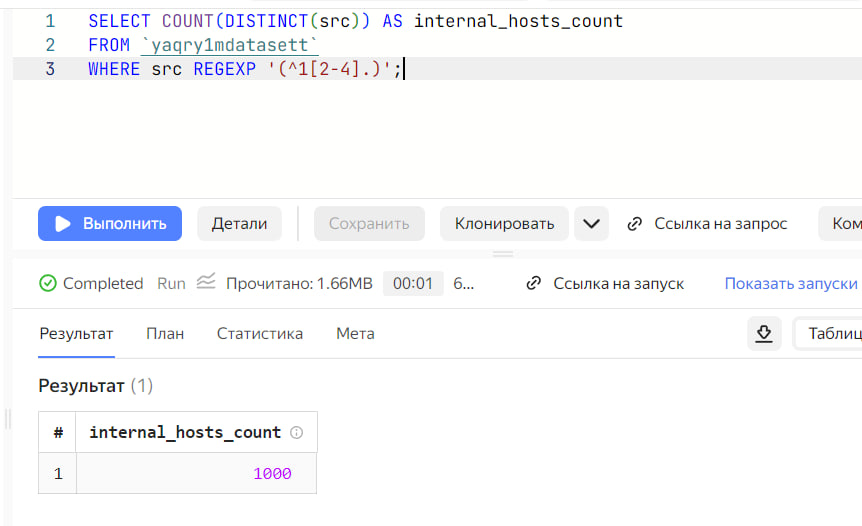 1 SELECT COUNT(DISTINCT(src)) AS internal_hosts_count
2 FROM `yaqry1mdatasett`
3 WHERE src REGEXP '(^1[2-4].)';
Выполнить Детали Сохранить Клонировать Ссылка на запрос Ком
Completed Run Прочитано: 1.66MB 00:01 6... Ссылка на запуск Показать запуски
Результат План Статистика Мета Таблиц
Результат (1)
# internal_hosts_count
1 1000